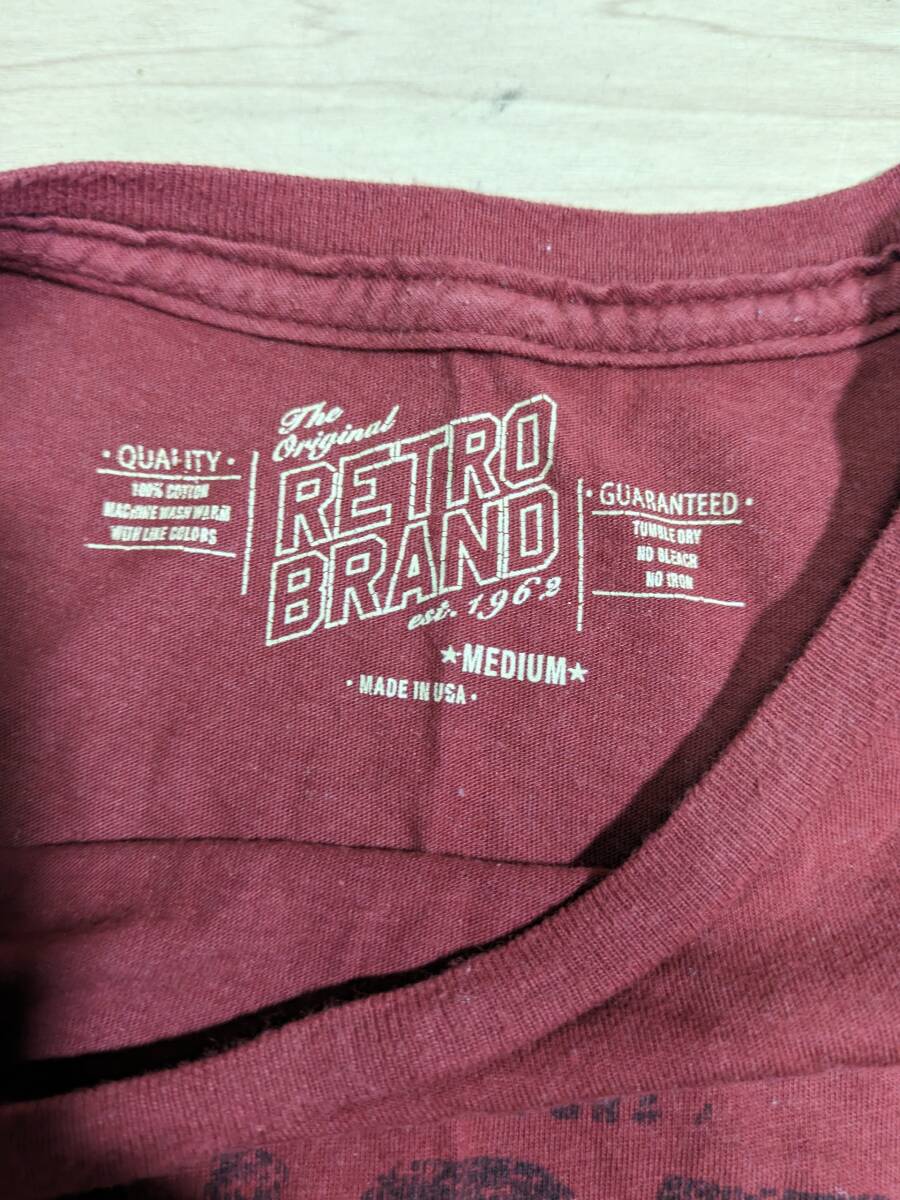 · QUALITY ·
100% COTTON
MACHINE WASH WARM
WITH LIKE COLORS
The
Original
RETRO
BRAND
est. 1962
★MEDIUM★
· MADE IN USA ·
· GUARANTEED ·
TUMBLE DRY
NO BLEACH
NO IRON